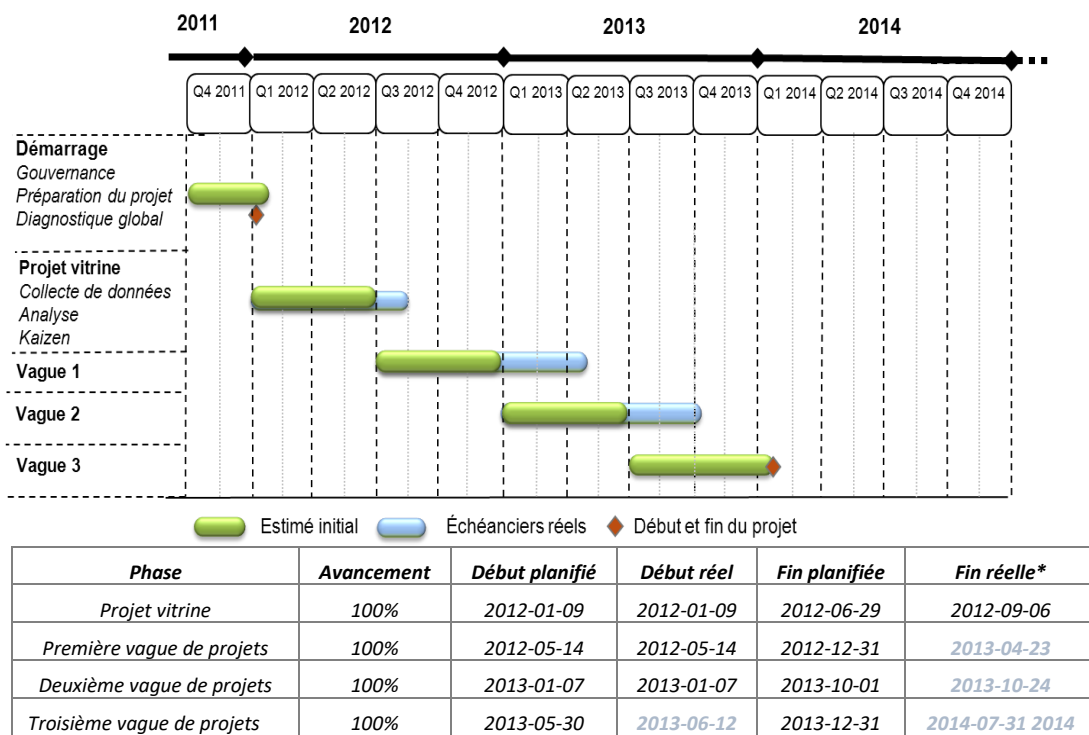 2011 2012 2013 2014
Q4 2011 Q1 2012 Q2 2012 Q3 2012 Q4 2012 Q1 2013 Q2 2013 Q3 2013 Q4 2013 Q1 2014 Q2 2014 Q3 2014 Q4 2014
Démarrage
Gouvernance
Préparation du projet
Diagnostique global
Projet vitrine
Collecte de données
Analyse
Kaizen
Vague 1
Vague 2
Vague 3
Estimé initial Échéanciers réels Début et fin du projet
Phase Avancement Début planifié Début réel Fin planifiée Fin réelle*
Projet vitrine 100% 2012-01-09 2012-01-09 2012-06-29 2012-09-06
Première vague de projets 100% 2012-05-14 2012-05-14 2012-12-31 2013-04-23
Deuxième vague de projets 100% 2013-01-07 2013-01-07 2013-10-01 2013-10-24
Troisième vague de projets 100% 2013-05-30 2013-06-12 2013-12-31 2014-07-31 2014